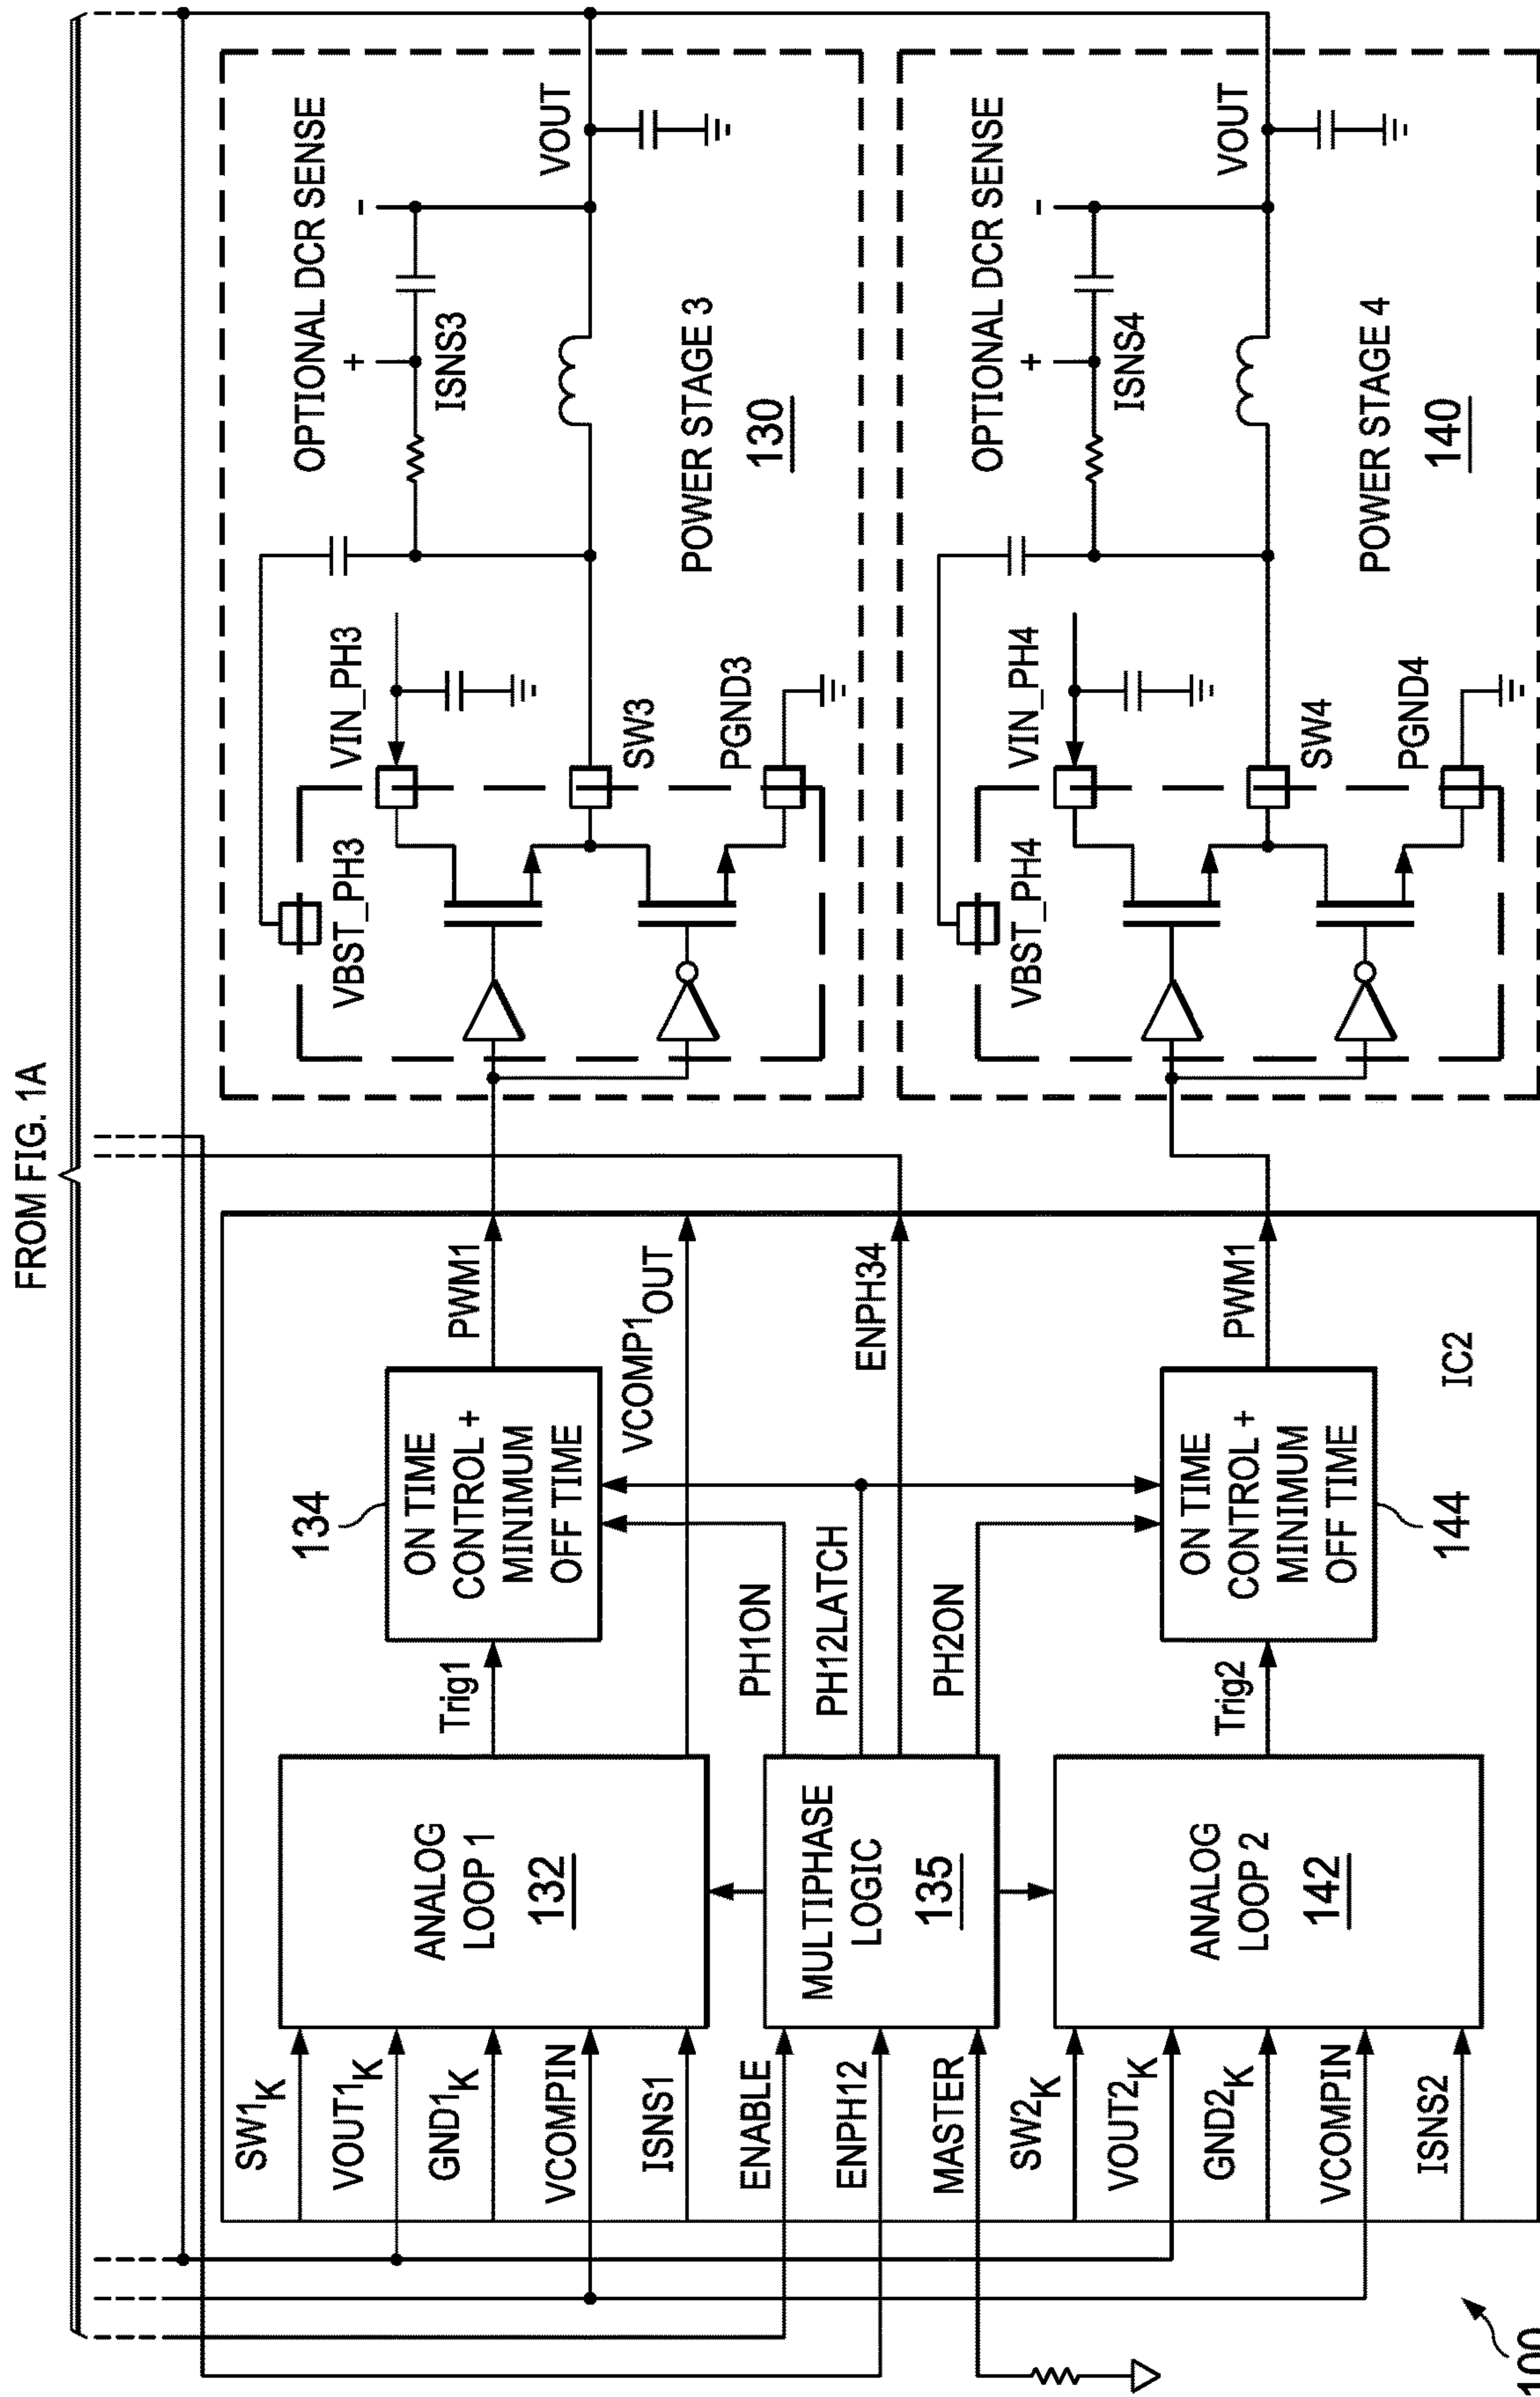 FROM FIG. 1A
SW1K
VOUT1K
GND1K
VCOMPIN
ISNS1
ENABLE
ENPH12
MASTER
SW2K
VOUT2K
GND2K
VCOMPIN
ISNS2
ANALOG
LOOP 1
132
MULTIPHASE
LOGIC
135
ANALOG
LOOP 2
142
Trig1
PH1ON
PH12LATCH
PH2ON
Trig2
134
ON TIME
CONTROL +
MINIMUM
OFF TIME
ON TIME
CONTROL +
MINIMUM
OFF TIME
144
PWM1
VCOMP1OUT
ENPH34
PWM1
IC2
VBST_PH3
VIN_PH3
SW3
PGND3
OPTIONAL DCR SENSE
+
-
ISNS3
VOUT
POWER STAGE 3
130
VBST_PH4
VIN_PH4
SW4
PGND4
OPTIONAL DCR SENSE
+
-
ISNS4
VOUT
POWER STAGE 4
140
100